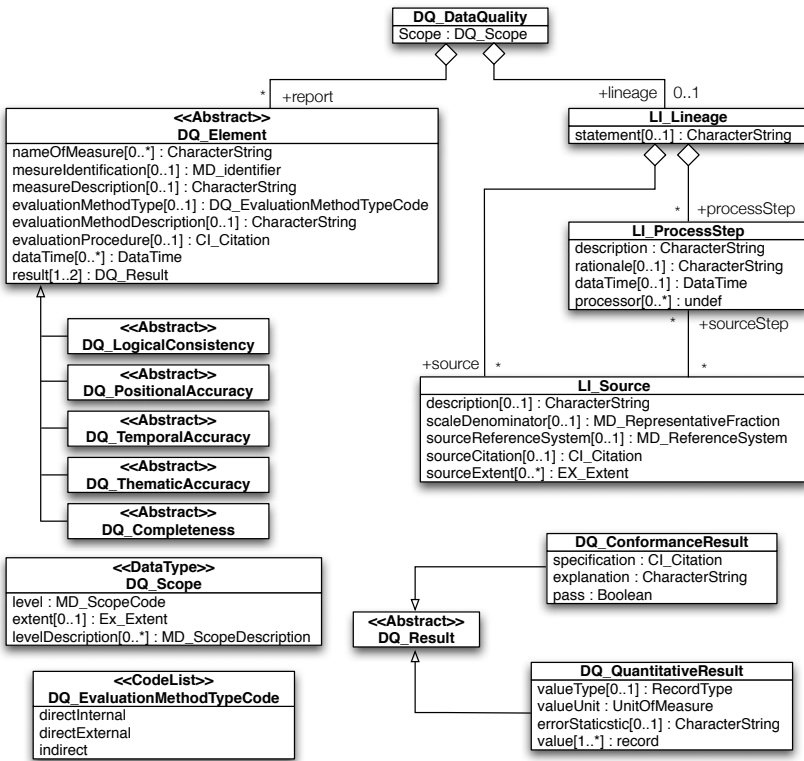 DQ_DataQuality
Scope : DQ_Scope
* +report
+lineage 0..1
<<Abstract>>
DQ_Element
nameOfMeasure[0..*] : CharacterString
mesureIdentification[0..1] : MD_identifier
measureDescription[0..1] : CharacterString
evaluationMethodType[0..1] : DQ_EvaluationMethodTypeCode
evaluationMethodDescription[0..1] : CharacterString
evaluationProcedure[0..1] : CI_Citation
dataTime[0..*] : DataTime
result[1..2] : DQ_Result
LI_Lineage
statement[0..1] : CharacterString
* +processStep
LI_ProcessStep
description : CharacterString
rationale[0..1] : CharacterString
dataTime[0..1] : DataTime
processor[0..*] : undef
* +sourceStep
+source * *
LI_Source
description[0..1] : CharacterString
scaleDenominator[0..1] : MD_RepresentativeFraction
sourceReferenceSystem[0..1] : MD_ReferenceSystem
sourceCitation[0..1] : CI_Citation
sourceExtent[0..*] : EX_Extent
<<Abstract>>
DQ_LogicalConsistency
<<Abstract>>
DQ_PositionalAccuracy
<<Abstract>>
DQ_TemporalAccuracy
<<Abstract>>
DQ_ThematicAccuracy
<<Abstract>>
DQ_Completeness
<<DataType>>
DQ_Scope
level : MD_ScopeCode
extent[0..1] : Ex_Extent
levelDescription[0..*] : MD_ScopeDescription
<<CodeList>>
DQ_EvaluationMethodTypeCode
directInternal
directExternal
indirect
DQ_ConformanceResult
specification : CI_Citation
explanation : CharacterString
pass : Boolean
<<Abstract>>
DQ_Result
DQ_QuantitativeResult
valueType[0..1] : RecordType
valueUnit : UnitOfMeasure
errorStaticstic[0..1] : CharacterString
value[1..*] : record